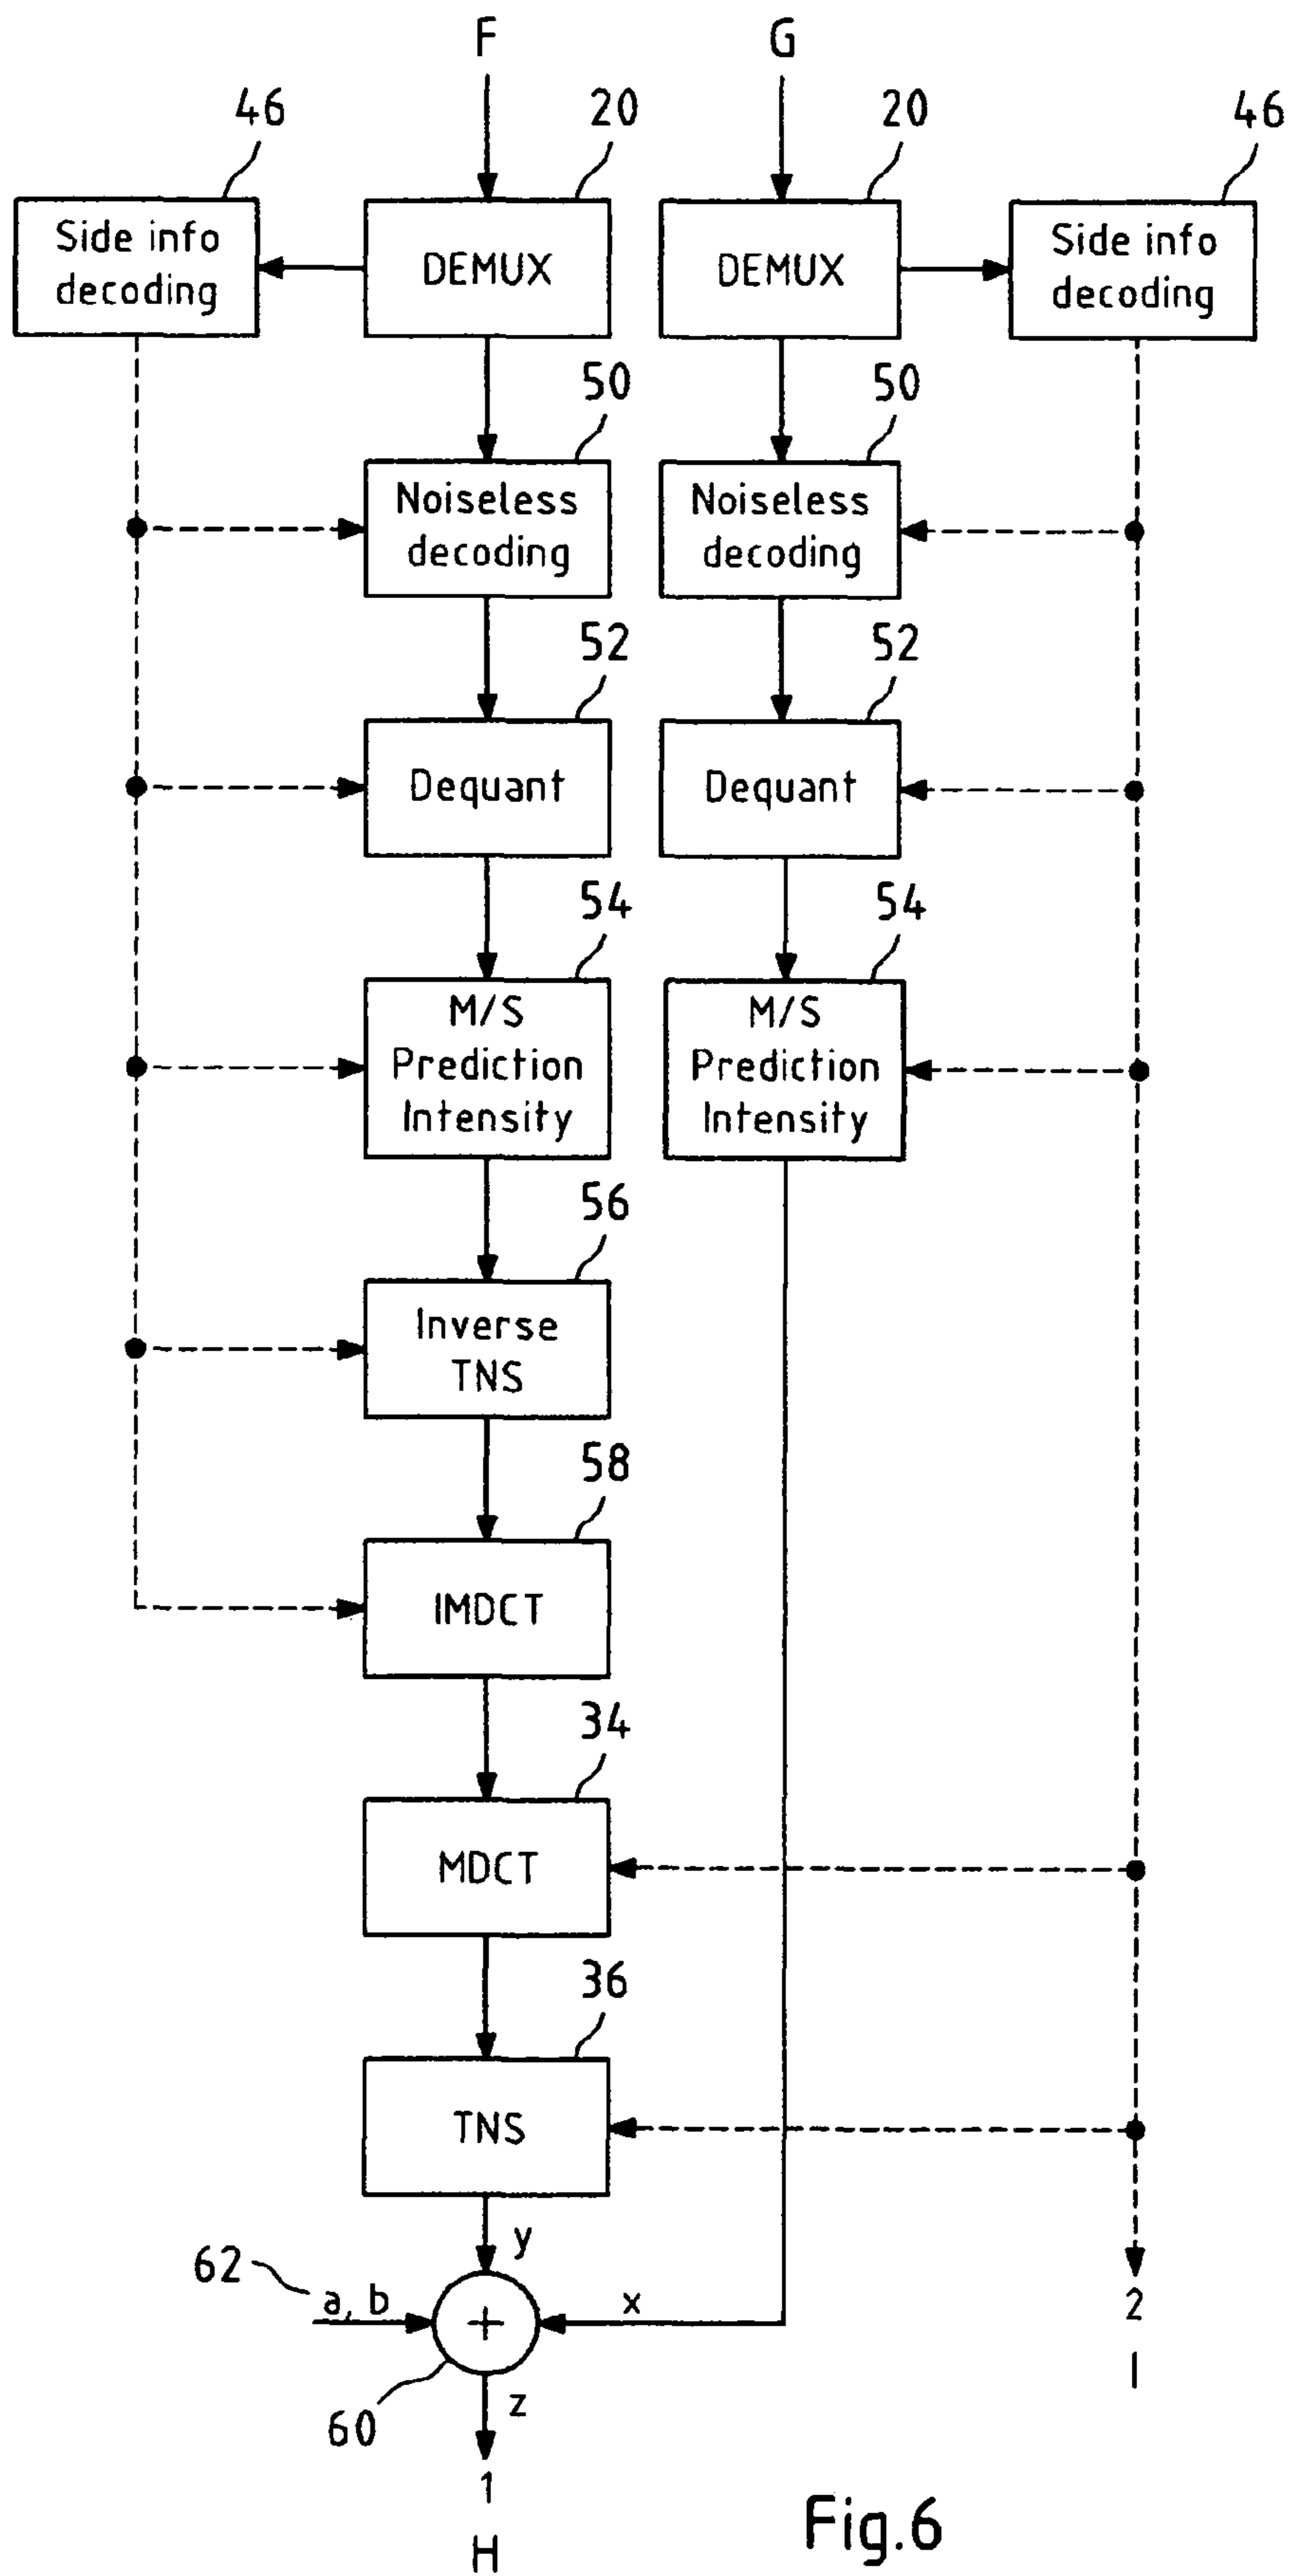 F G
46 20 20 46
Side info
decoding
DEMUX
DEMUX
Side info
decoding
50 50
Noiseless
decoding
Noiseless
decoding
52 52
Dequant
Dequant
54 54
M/S
Prediction
Intensity
M/S
Prediction
Intensity
56
Inverse
TNS
58
IMDCT
34
MDCT
36
TNS
y
62
a, b
+
x
2
I
60
z
1
H
Fig.6